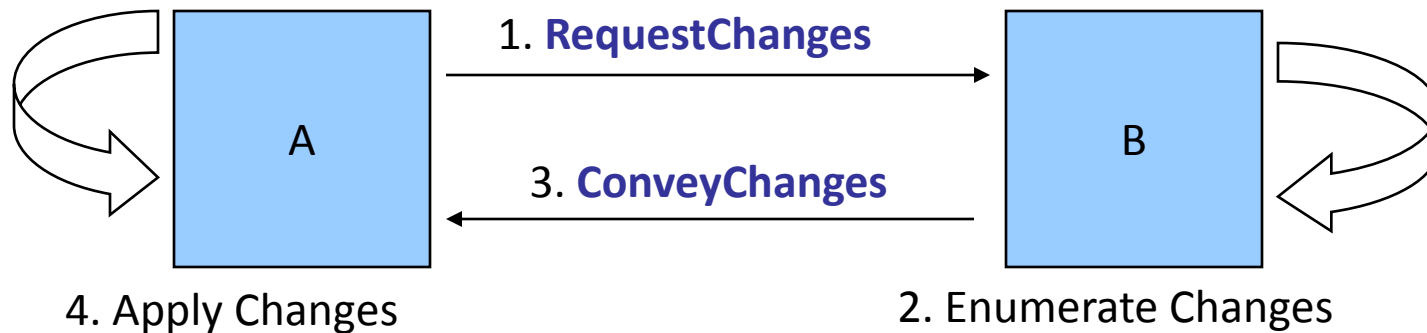 1. RequestChanges
A
B
3. ConveyChanges
4. Apply Changes
2. Enumerate Changes